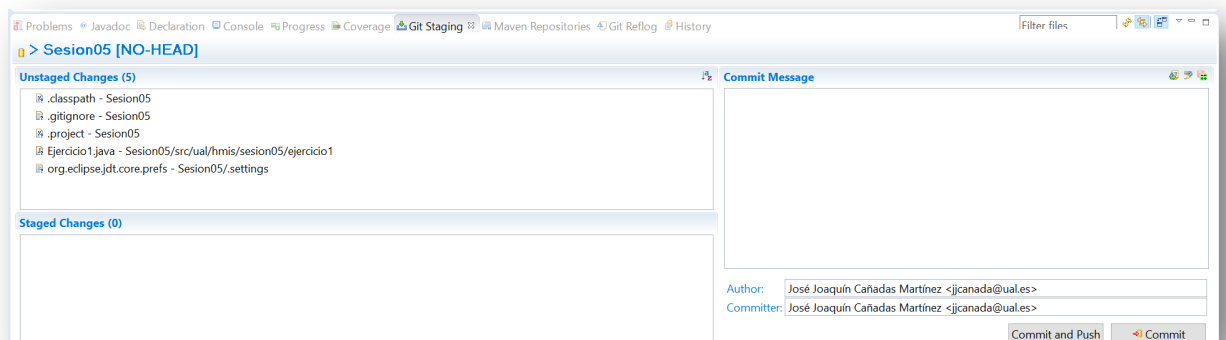 Problems Javadoc Declaration Console Progress Coverage Git Staging Maven Repositories Git Reflog History Filter files
> Sesion05 [NO-HEAD]
Unstaged Changes (5)
.classpath - Sesion05
.gitignore - Sesion05
.project - Sesion05
Ejercicio1.java - Sesion05/src/ual/hmis/sesion05/ejercicio1
org.eclipse.jdt.core.prefs - Sesion05/.settings
Staged Changes (0)
Commit Message
Author: José Joaquín Cañadas Martínez <jjcanada@ual.es>
Committer: José Joaquín Cañadas Martínez <jjcanada@ual.es>
Commit and Push Commit